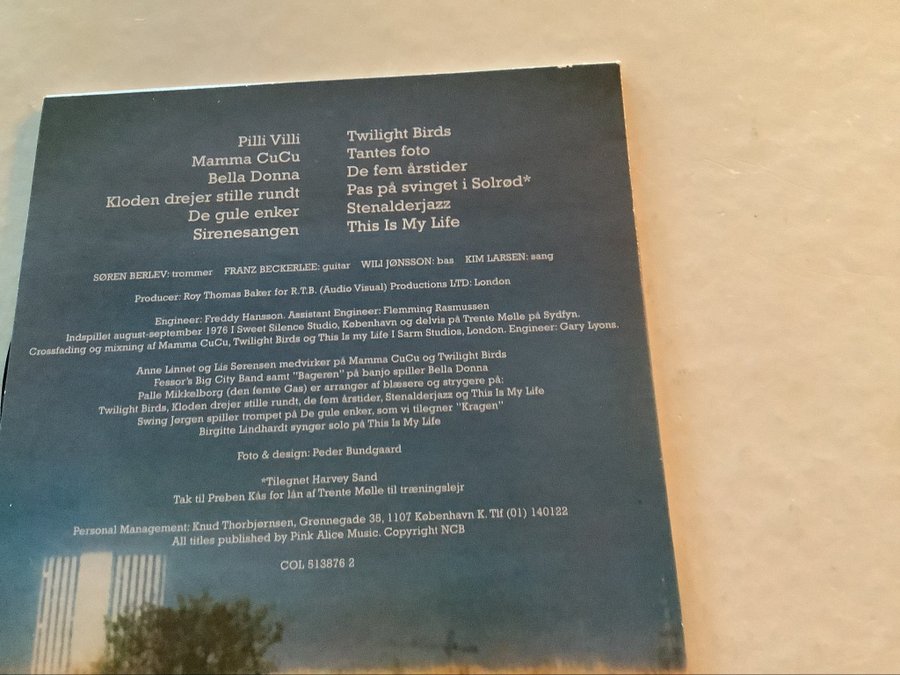 Pilli Villi
Mamma CuCu
Bella Donna
Kloden drejer stille rundt
De gule enker
Sirenesangen
Twilight Birds
Tantes foto
De fem årstider
Pas på svinget i Solrød*
Stenalderjazz
This Is My Life
SØREN BERLEV: trommer FRANZ BECKERLEE: guitar WILI JØNSSON: bas KIM LARSEN: sang
Producer: Roy Thomas Baker for R.T.B. (Audio Visual) Productions LTD: London
Engineer: Freddy Hansson. Assistant Engineer: Flemming Rasmussen
Indspillet august-september 1976 I Sweet Silence Studio, København og delvis på Trente Mølle på Sydfyn.
Crossfading og mixning af Mamma CuCu, Twilight Birds og This Is my Life I Sarm Studios, London. Engineer: Gary Lyons.
Anne Linnet og Lis Sørensen medvirker på Mamma CuCu og Twilight Birds
Fessor's Big City Band samt "Bageren" på banjo spiller Bella Donna
Palle Mikkelborg (den femte Gas) er arrangør af blæsere og strygere på:
Twilight Birds, Kloden drejer stille rundt, de fem årstider, Stenalderjazz og This Is My Life
Swing Jørgen spiller trompet på De gule enker, som vi tilegner "Kragen"
Birgitte Lindhardt synger solo på This Is My Life
Foto & design: Peder Bundgaard
*Tilegnet Harvey Sand
Tak til Preben Kås for lån af Trente Mølle til træningslejr
Personal Management: Knud Thorbjørnsen, Grønnegade 38, 1107 København K. Tlf (01) 140122
All titles published by Pink Alice Music. Copyright NCB
COL 513876 2